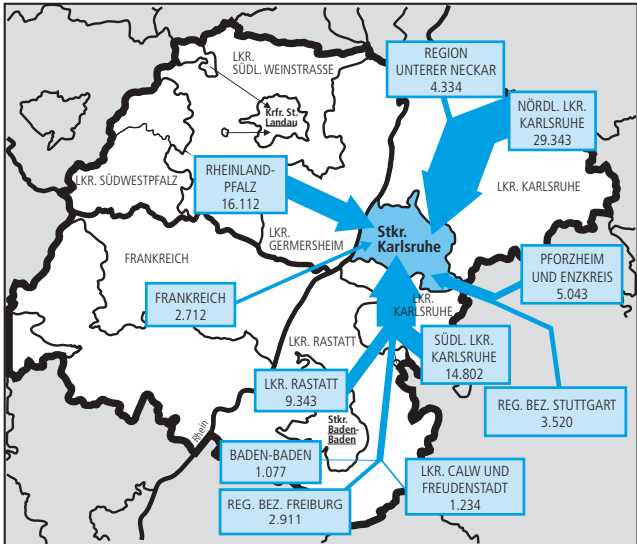 LKR.
SÜDL. WEINSTRASSE
REGION
UNTERER NECKAR
4.334
NÖRDL. LKR.
KARLSRUHE
29.343
Krfr. St.
Landau
LKR. SÜDWESTPFALZ
RHEINLAND-
PFALZ
16.112
LKR. KARLSRUHE
Stkr.
Karlsruhe
LKR.
GERMERSHEIM
FRANKREICH
PFORZHEIM
UND ENZKREIS
5.043
FRANKREICH
2.712
LKR.
KARLSRUHE
LKR. RASTATT
SÜDL. LKR.
KARLSRUHE
14.802
LKR. RASTATT
9.343
REG. BEZ. STUTTGART
3.520
Stkr.
Baden-
Baden
Rhein
BADEN-BADEN
1.077
LKR. CALW UND
FREUDENSTADT
1.234
REG. BEZ. FREIBURG
2.911